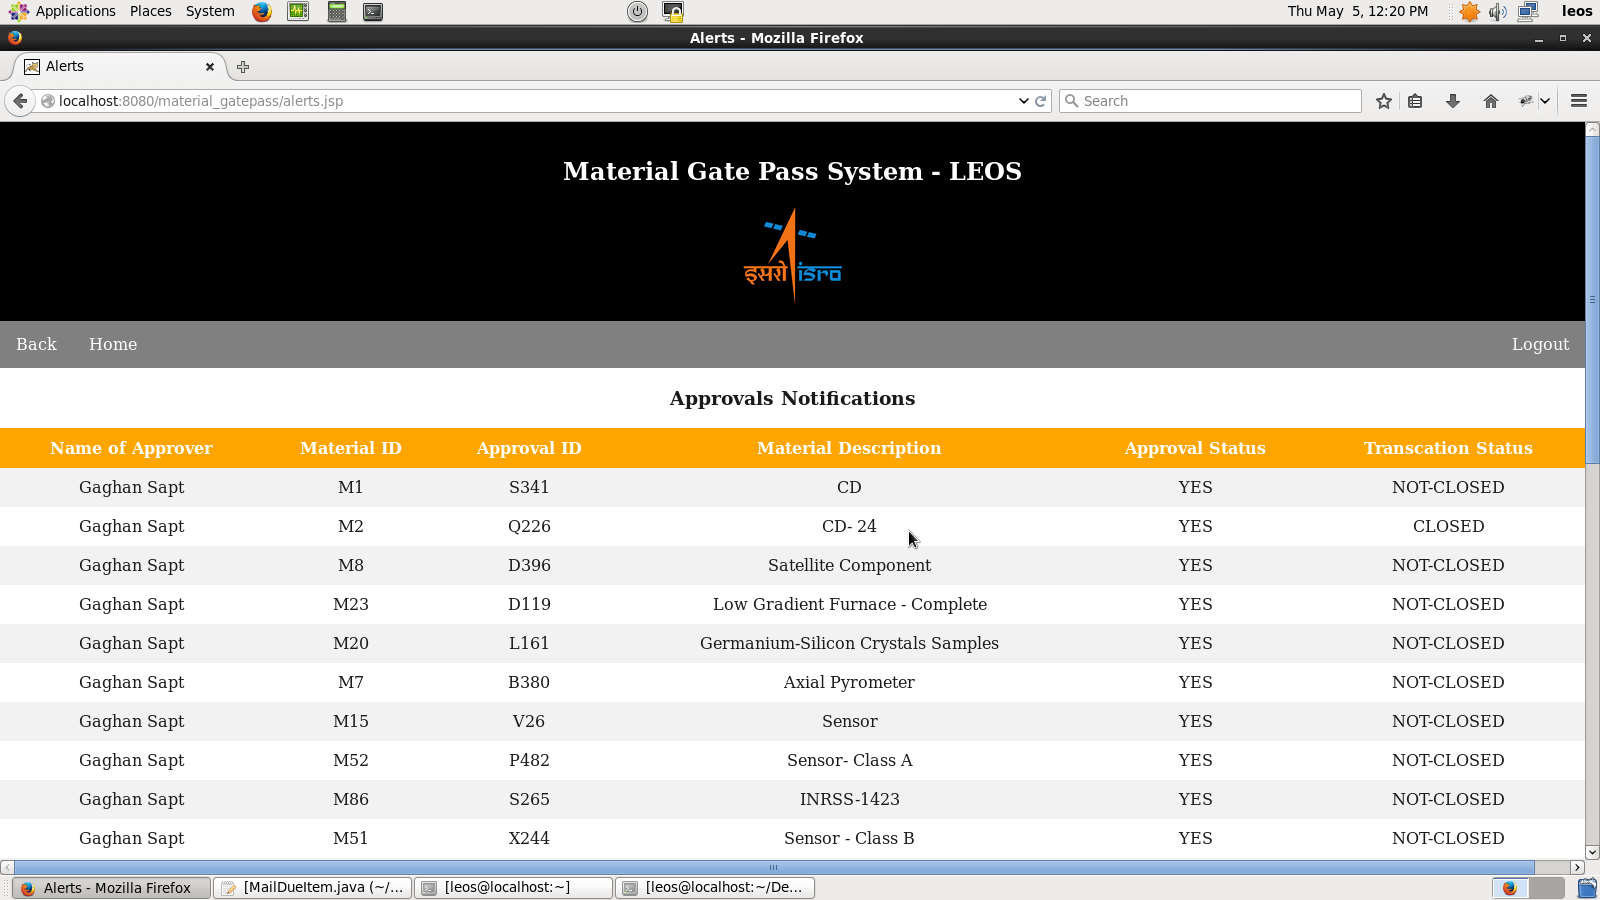 Applications Places System Thu May 5, 12:20 PM leos
Alerts - Mozilla Firefox
Alerts
localhost:8080/material_gatepass/alerts.jsp Search
Material Gate Pass System - LEOS
इसरो isro
Back Home Logout
Approvals Notifications
Name of Approver Material ID Approval ID Material Description Approval Status Transcation Status
Gaghan Sapt M1 S341 CD YES NOT-CLOSED
Gaghan Sapt M2 Q226 CD- 24 YES CLOSED
Gaghan Sapt M8 D396 Satellite Component YES NOT-CLOSED
Gaghan Sapt M23 D119 Low Gradient Furnace - Complete YES NOT-CLOSED
Gaghan Sapt M20 L161 Germanium-Silicon Crystals Samples YES NOT-CLOSED
Gaghan Sapt M7 B380 Axial Pyrometer YES NOT-CLOSED
Gaghan Sapt M15 V26 Sensor YES NOT-CLOSED
Gaghan Sapt M52 P482 Sensor- Class A YES NOT-CLOSED
Gaghan Sapt M86 S265 INRSS-1423 YES NOT-CLOSED
Gaghan Sapt M51 X244 Sensor - Class B YES NOT-CLOSED
Alerts - Mozilla Firefox [MailDueItem.java (~/... [leos@localhost:~] [leos@localhost:~/De...